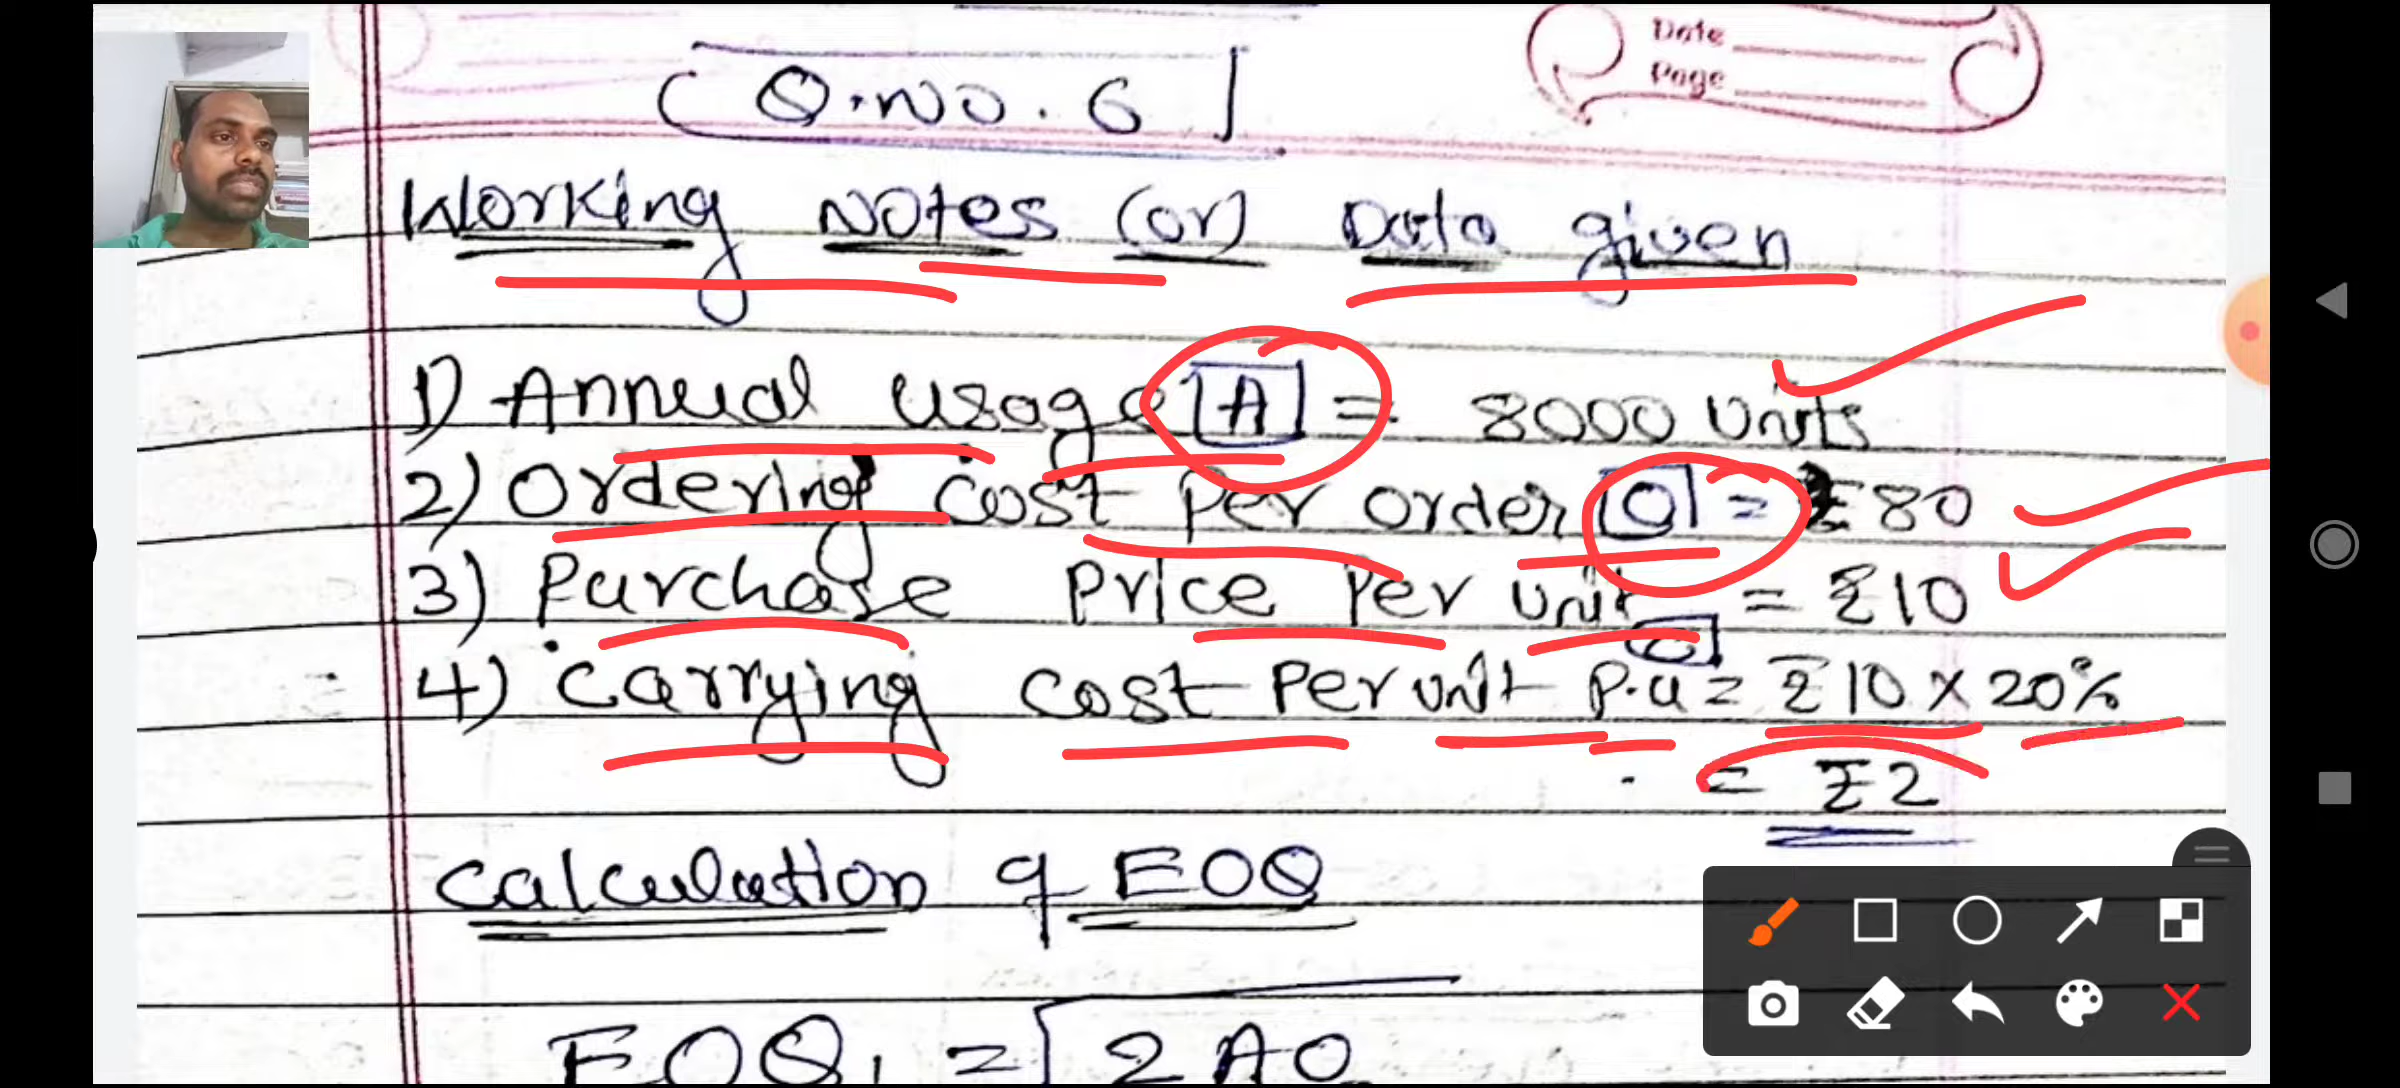 Date
Page
( Q.No. 6 ]
Working Notes (or) Data given
1) Annual usage [A] = 8000 Units
2) Ordering cost per order [O] = ₹80
3) Purchase Price Per unit = ₹10
4) Carrying cost Per unit P.a [C] = ₹10 x 20%
= ₹2
Calculation of EOQ
EOQ, = √2AO